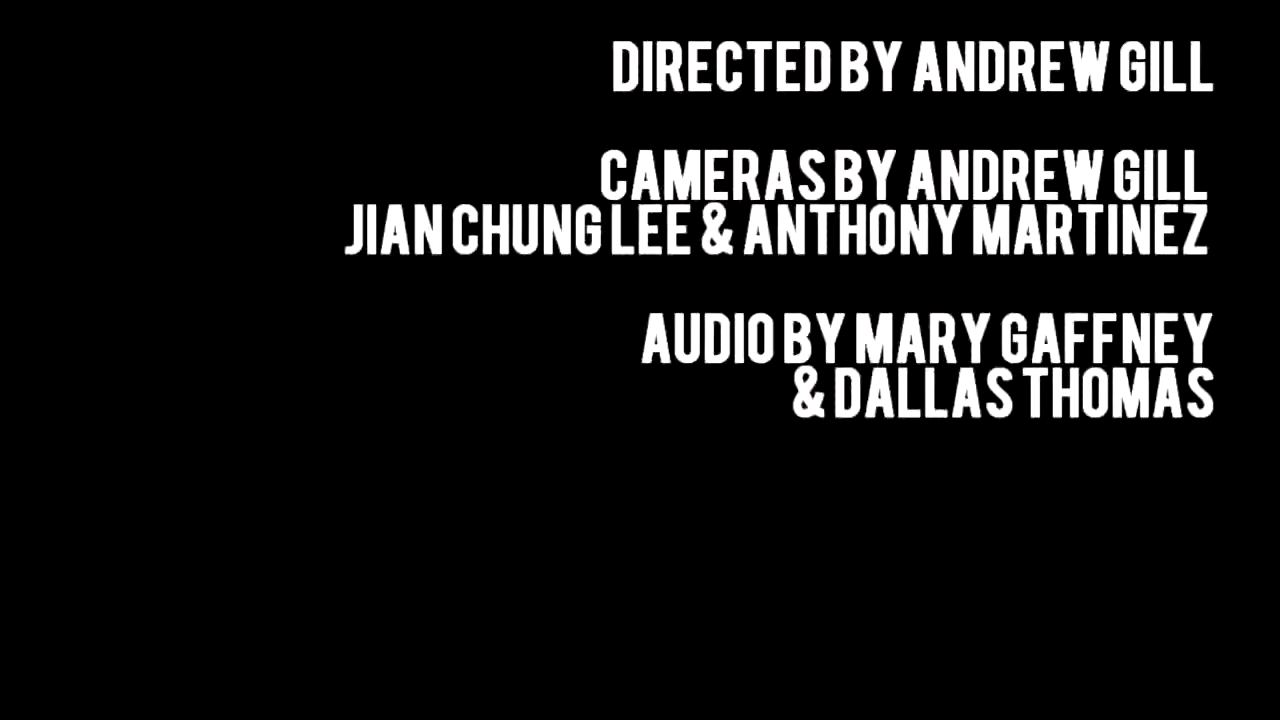 DIRECTED BY ANDREW GILL
CAMERAS BY ANDREW GILL
JIAN CHUNG LEE & ANTHONY MARTINEZ
AUDIO BY MARY GAFFNEY
& DALLAS THOMAS